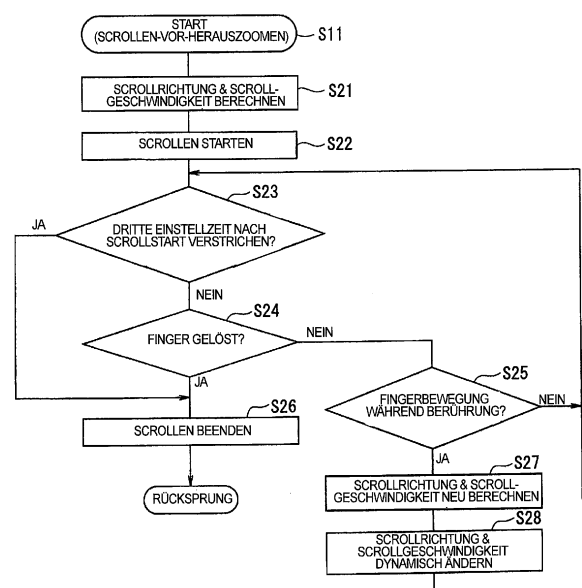 START
(SCROLLEN-VOR-HERAUSZOOMEN)
S11
SCROLLRICHTUNG & SCROLL-
GESCHWINDIGKEIT BERECHNEN
S21
SCROLLEN STARTEN
S22
S23
JA
DRITTE EINSTELLZEIT NACH
SCROLLSTART VERSTRICHEN?
NEIN
S24
FINGER GELÖST?
NEIN
JA
S25
FINGERBEWEGUNG
WÄHREND BERÜHRUNG?
NEIN
JA
S26
SCROLLEN BEENDEN
RÜCKSPRUNG
S27
SCROLLRICHTUNG & SCROLL-
GESCHWINDIGKEIT NEU BERECHNEN
S28
SCROLLRICHTUNG &
SCROLLGESCHWINDIGKEIT
DYNAMISCH ÄNDERN